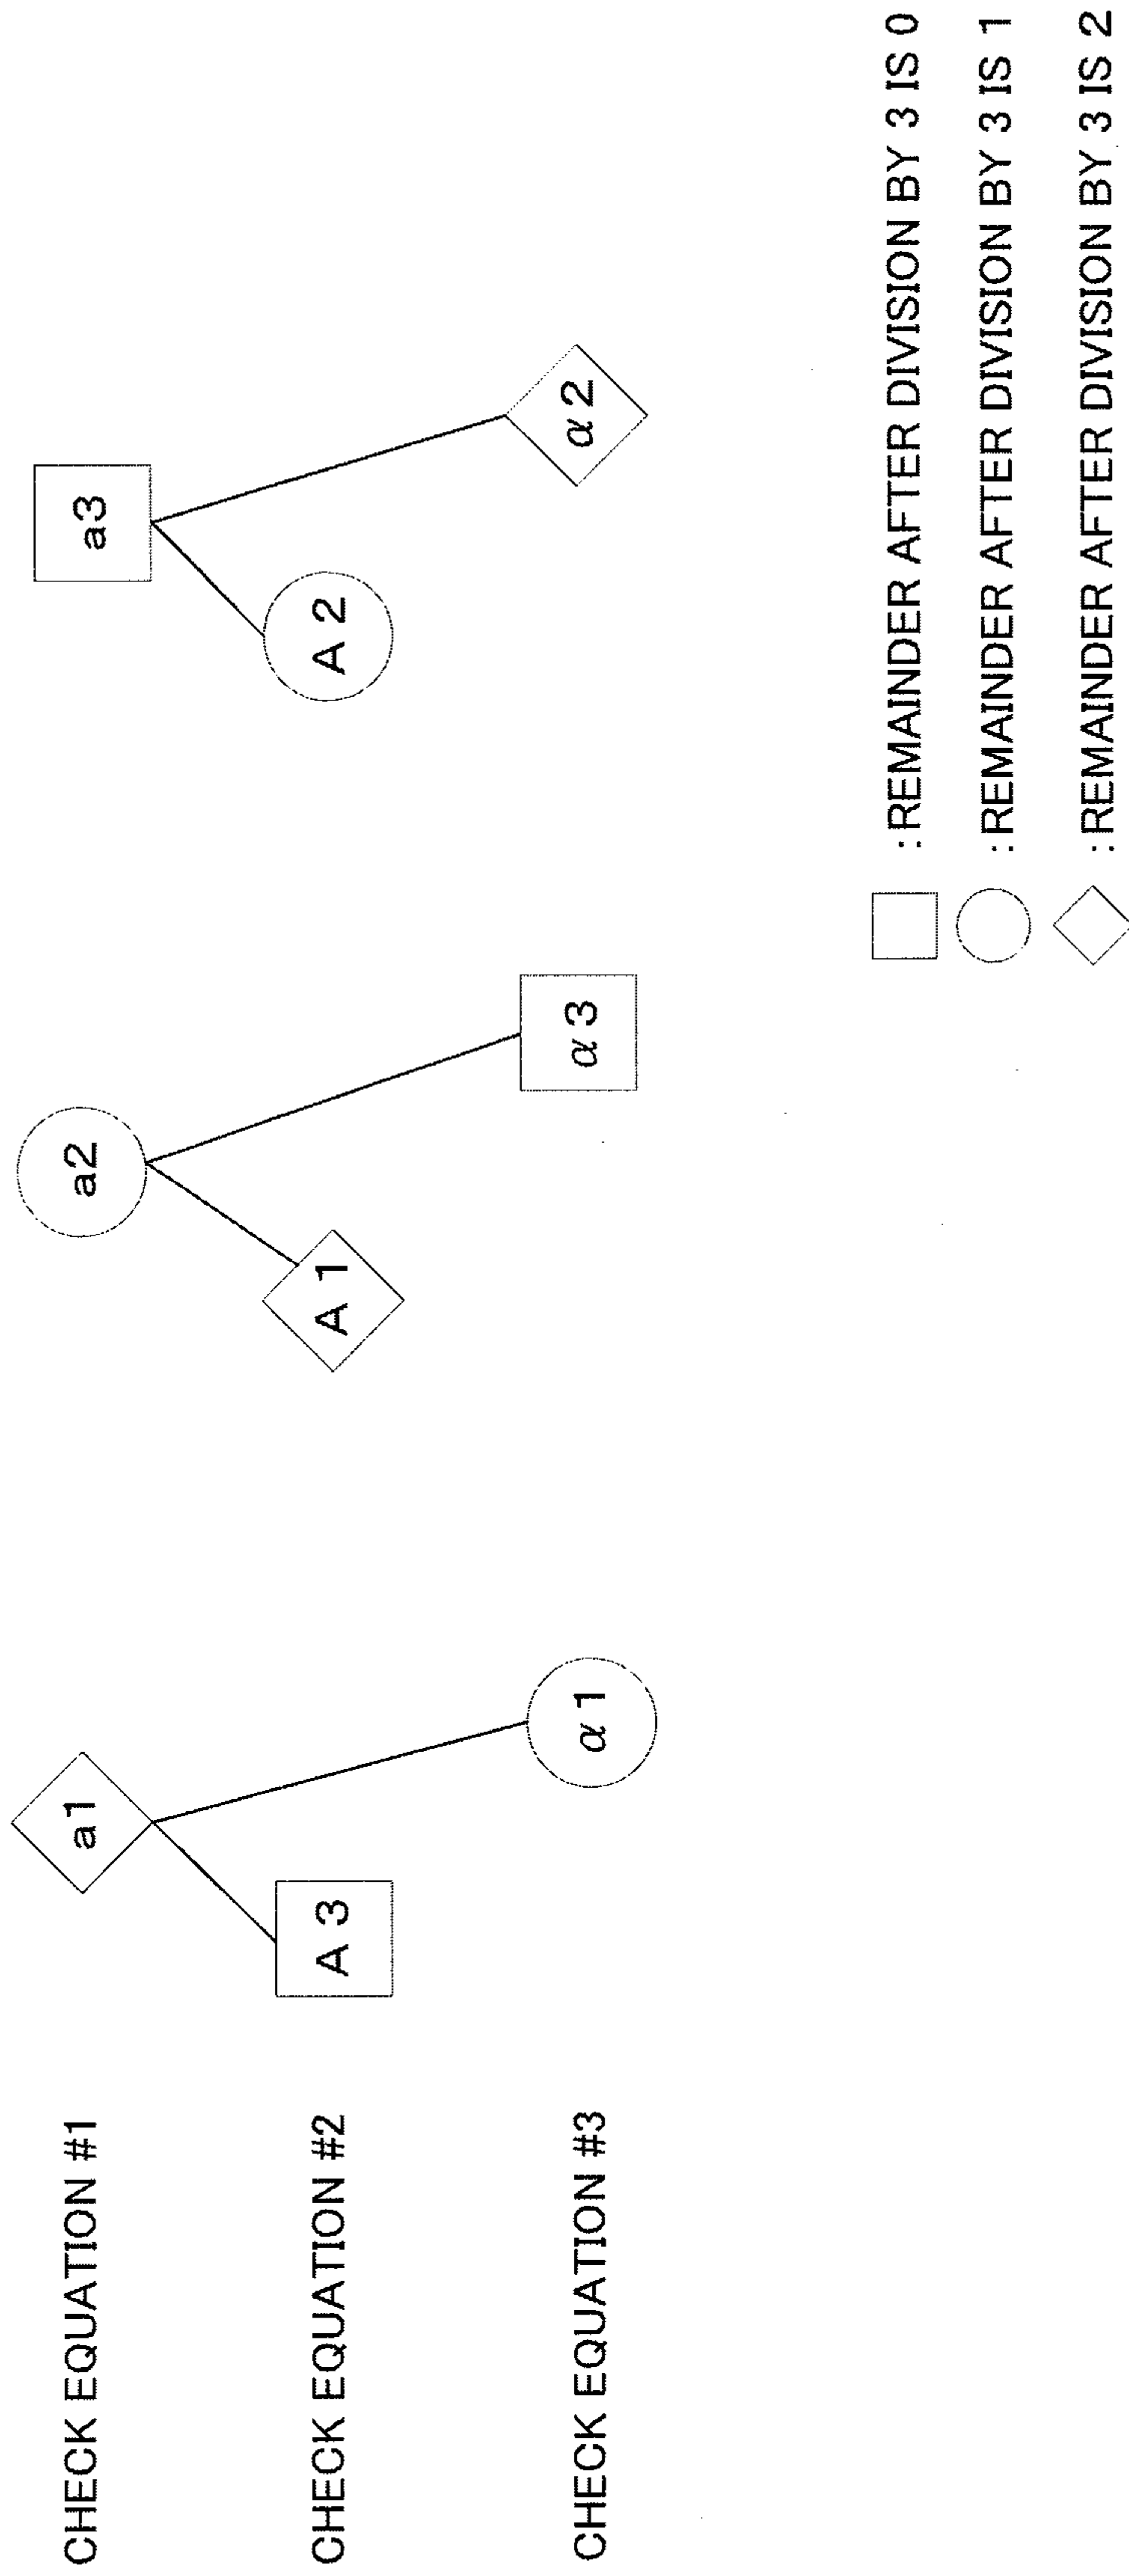 CHECK EQUATION #1
a1
a2
a3
CHECK EQUATION #2
A 3
A 1
A 2
CHECK EQUATION #3
α 1
α 3
α 2
: REMAINDER AFTER DIVISION BY 3 IS 0
: REMAINDER AFTER DIVISION BY 3 IS 1
: REMAINDER AFTER DIVISION BY 3 IS 2